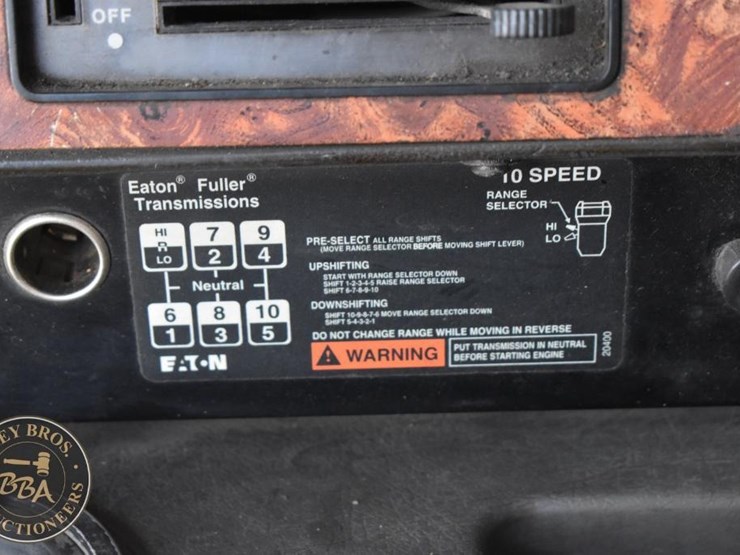 OFF
Eaton® Fuller®
Transmissions
10 SPEED
RANGE
SELECTOR
HI
LO
HI
R
LO
7
2
9
4
Neutral
6
1
8
3
10
5
EAT•N
PRE-SELECT ALL RANGE SHIFTS
(MOVE RANGE SELECTOR BEFORE MOVING SHIFT LEVER)
UPSHIFTING
START WITH RANGE SELECTOR DOWN
SHIFT 1-2-3-4-5 RAISE RANGE SELECTOR
SHIFT 6-7-8-9-10
DOWNSHIFTING
SHIFT 10-9-8-7-6 MOVE RANGE SELECTOR DOWN
SHIFT 5-4-3-2-1
DO NOT CHANGE RANGE WHILE MOVING IN REVERSE
WARNING
PUT TRANSMISSION IN NEUTRAL
BEFORE STARTING ENGINE
20400
EY BROS.
BBA
CTIONEERS